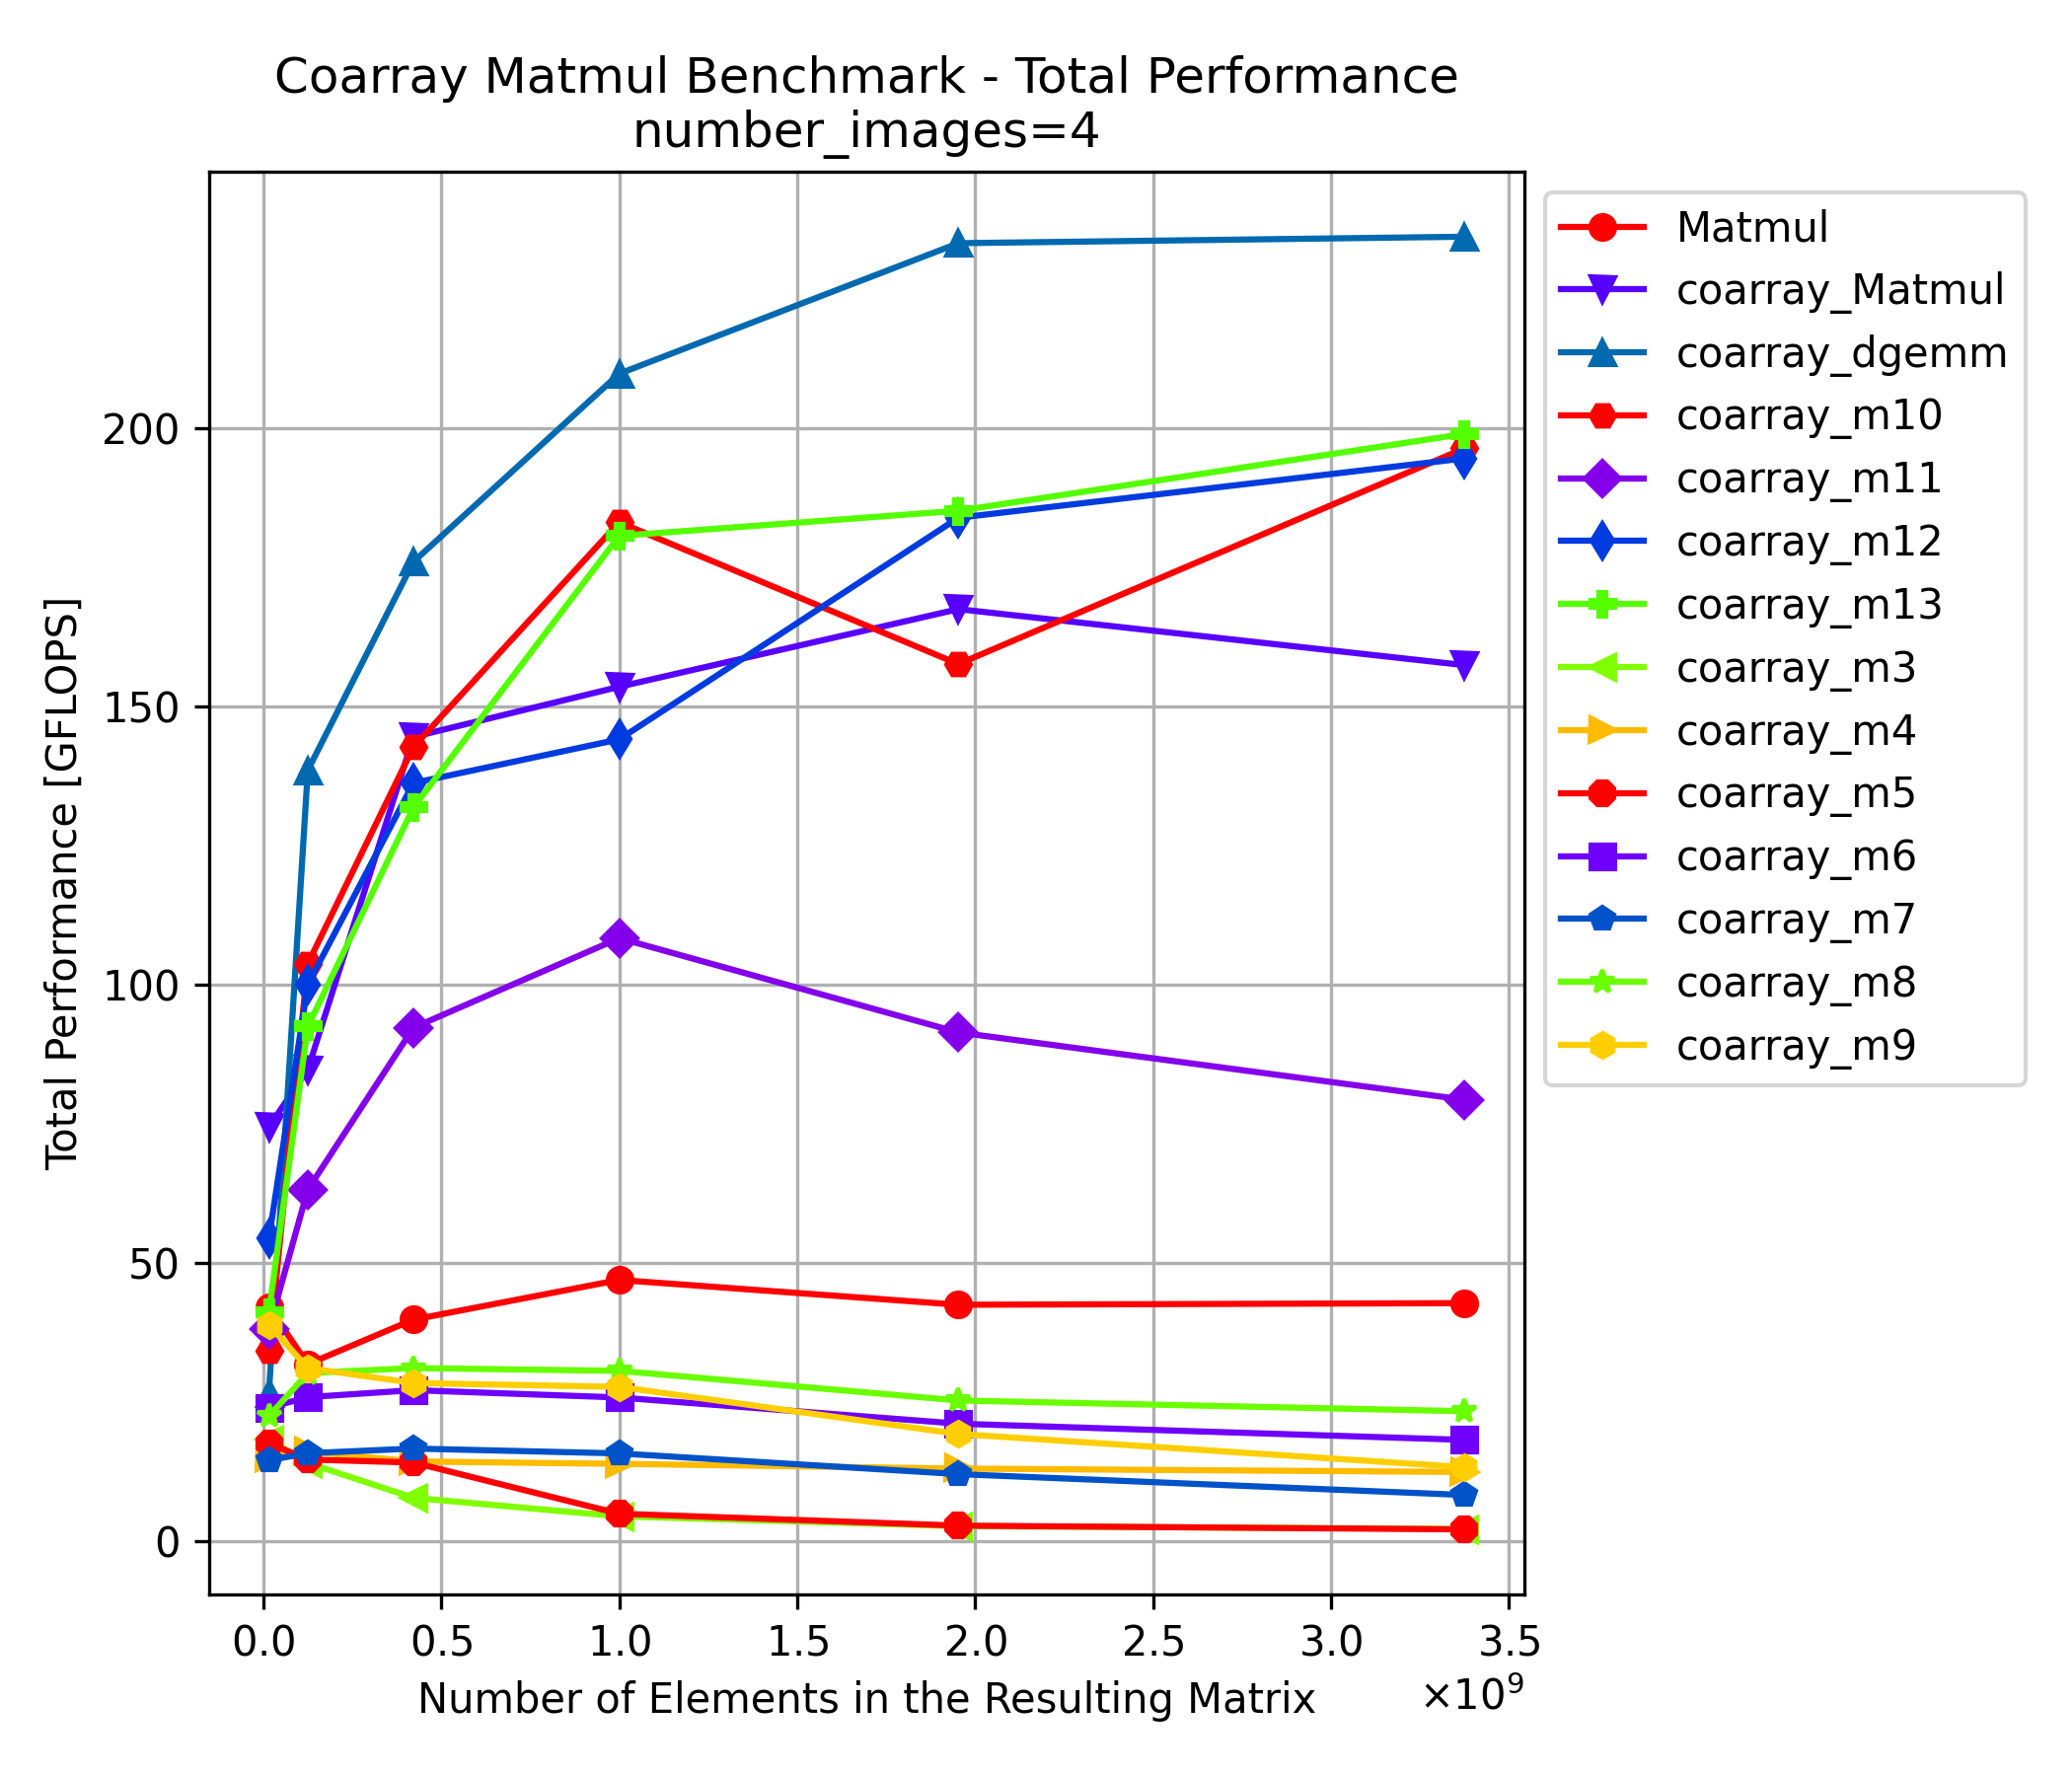 Coarray Matmul Benchmark - Total Performance
number_images=4
Total Performance [GFLOPS]
200
150
100
50
0
0.0 0.5 1.0 1.5 2.0 2.5 3.0 3.5
×10⁹
Number of Elements in the Resulting Matrix
Matmul
coarray_Matmul
coarray_dgemm
coarray_m10
coarray_m11
coarray_m12
coarray_m13
coarray_m3
coarray_m4
coarray_m5
coarray_m6
coarray_m7
coarray_m8
coarray_m9